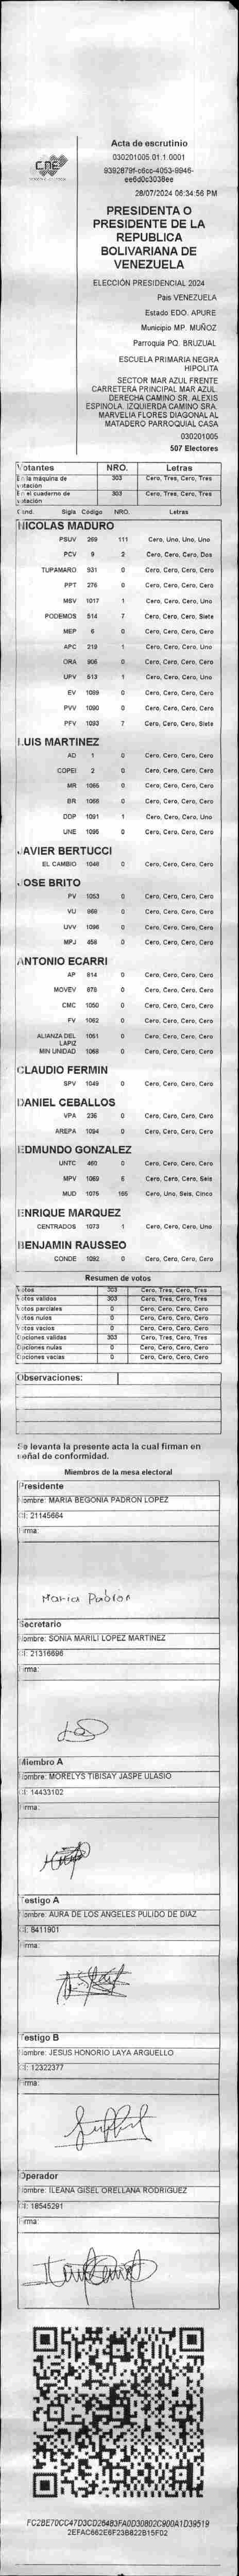 CNE
Acta de escrutinio
030201005.01.1.0001
28/07/2024 06:34:56 PM
PRESIDENTA O
PRESIDENTE DE LA
REPUBLICA
BOLIVARIANA DE
VENEZUELA
ELECCIÓN PRESIDENCIAL 2024
Pais VENEZUELA
Estado EDO. APURE
Municipio MP. MUÑOZ
Parroquia PQ. BRUZUAL
ESCUELA PRIMARIA NEGRA
HIPOLITA
SECTOR MAR AZUL FRENTE
CARRETERA PRINCIPAL MAR AZUL.
DERECHA CAMINO SR. ALEXIS
ESPINOLA. IZQUIERDA CAMINO SRA.
MARVELIA FLORES DIAGONAL AL
MATADERO PARROQUIAL CASA
030201005
507 Electores
Votantes NRO. Letras
En la máquina de votación 303 Cero, Tres, Cero, Tres
En el cuaderno de votación 303 Cero, Tres, Cero, Tres
Cand. Sigla Código NRO. Letras
NICOLAS MADURO
PSUV 269 111 Cero, Uno, Uno, Uno
PCV 9 2 Cero, Cero, Cero, Dos
TUPAMARO 931 0 Cero, Cero, Cero, Cero
PPT 276 0 Cero, Cero, Cero, Cero
MSV 1017 1 Cero, Cero, Cero, Uno
PODEMOS 514 7 Cero, Cero, Cero, Siete
MEP 6 0 Cero, Cero, Cero, Cero
APC 219 1 Cero, Cero, Cero, Uno
ORA 906 0 Cero, Cero, Cero, Cero
UPV 513 1 Cero, Cero, Cero, Uno
EV 1089 0 Cero, Cero, Cero, Cero
PVV 1090 0 Cero, Cero, Cero, Cero
PFV 1093 7 Cero, Cero, Cero, Siete
LUIS MARTINEZ
AD 1 0 Cero, Cero, Cero, Cero
COPEI 2 0 Cero, Cero, Cero, Cero
MR 1066 0 Cero, Cero, Cero, Cero
BR 1068 0 Cero, Cero, Cero, Cero
DDP 1091 1 Cero, Cero, Cero, Uno
UNE 1095 0 Cero, Cero, Cero, Cero
JAVIER BERTUCCI
EL CAMBIO 1048 0 Cero, Cero, Cero, Cero
JOSE BRITO
PV 1053 0 Cero, Cero, Cero, Cero
VU 968 0 Cero, Cero, Cero, Cero
UVV 1096 0 Cero, Cero, Cero, Cero
MPJ 458 0 Cero, Cero, Cero, Cero
ANTONIO ECARRI
AP 814 0 Cero, Cero, Cero, Cero
MOVEV 878 0 Cero, Cero, Cero, Cero
CMC 1050 0 Cero, Cero, Cero, Cero
FV 1062 0 Cero, Cero, Cero, Cero
ALIANZA DEL LAPIZ 1051 0 Cero, Cero, Cero, Cero
MIN UNIDAD 1068 0 Cero, Cero, Cero, Cero
CLAUDIO FERMIN
SPV 1049 0 Cero, Cero, Cero, Cero
DANIEL CEBALLOS
VPA 236 0 Cero, Cero, Cero, Cero
AREPA 1094 0 Cero, Cero, Cero, Cero
EDMUNDO GONZALEZ
UNTC 460 0 Cero, Cero, Cero, Cero
MPV 1069 6 Cero, Cero, Cero, Seis
MUD 1075 165 Cero, Uno, Seis, Cinco
ENRIQUE MARQUEZ
CENTRADOS 1073 1 Cero, Cero, Cero, Uno
BENJAMIN RAUSSEO
CONDE 1092 0 Cero, Cero, Cero, Cero
Resumen de votos
Votos 303 Cero, Tres, Cero, Tres
Votos validos 303 Cero, Tres, Cero, Tres
Votos parciales 0 Cero, Cero, Cero, Cero
Votos nulos 0 Cero, Cero, Cero, Cero
Votos vacios 0 Cero, Cero, Cero, Cero
Opciones validas 303 Cero, Tres, Cero, Tres
Opciones nulas 0 Cero, Cero, Cero, Cero
Opciones vacias 0 Cero, Cero, Cero, Cero
Observaciones:
Se levanta la presente acta la cual firman en
señal de conformidad.
Miembros de la mesa electoral
Presidente
Nombre: MARIA BEGONIA PADRON LOPEZ
CI: 21145664
Firma:
Maria Padron
Secretario
Nombre: SONIA MARILI LOPEZ MARTINEZ
CI: 21316696
Firma:
Miembro A
Nombre: MORELYS TIBISAY JASPE ULASIO
CI: 14433102
Firma:
Testigo A
Nombre: AURA DE LOS ANGELES PULIDO DE DIAZ
CI: 8411901
Firma:
Testigo B
Nombre: JESUS HONORIO LAYA ARGUELLO
CI: 12322377
Firma:
Operador
Nombre: ILEANA GISEL ORELLANA RODRIGUEZ
CI: 18545291
Firma: